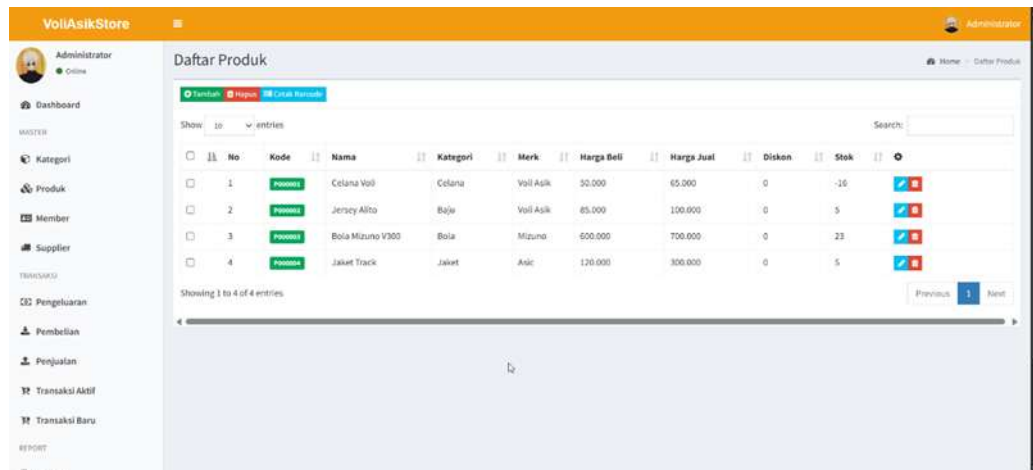 VoliAsikStore
Administrator
Administrator
Online
Daftar Produk
Home - Daftar Produk
Dashboard
Tambah Hapus Cetak Barcode
MASTER
Show 10 entries
Search:
No Kode Nama Kategori Merk Harga Beli Harga Jual Diskon Stok
Kategori
1 P000001 Celana Voli Celana Voli Asik 50.000 65.000 0 -16
Produk
2 P000002 Jersey Alito Baju Voli Asik 85.000 100.000 0 5
Member
3 P000003 Bola Mizuno V300 Bola Mizuno 600.000 700.000 0 23
Supplier
4 P000004 Jaket Track Jaket Asic 120.000 300.000 0 5
TRANSAKSI
Showing 1 to 4 of 4 entries
Previous 1 Next
Pengeluaran
Pembelian
Penjualan
Transaksi Aktif
Transaksi Baru
REPORT